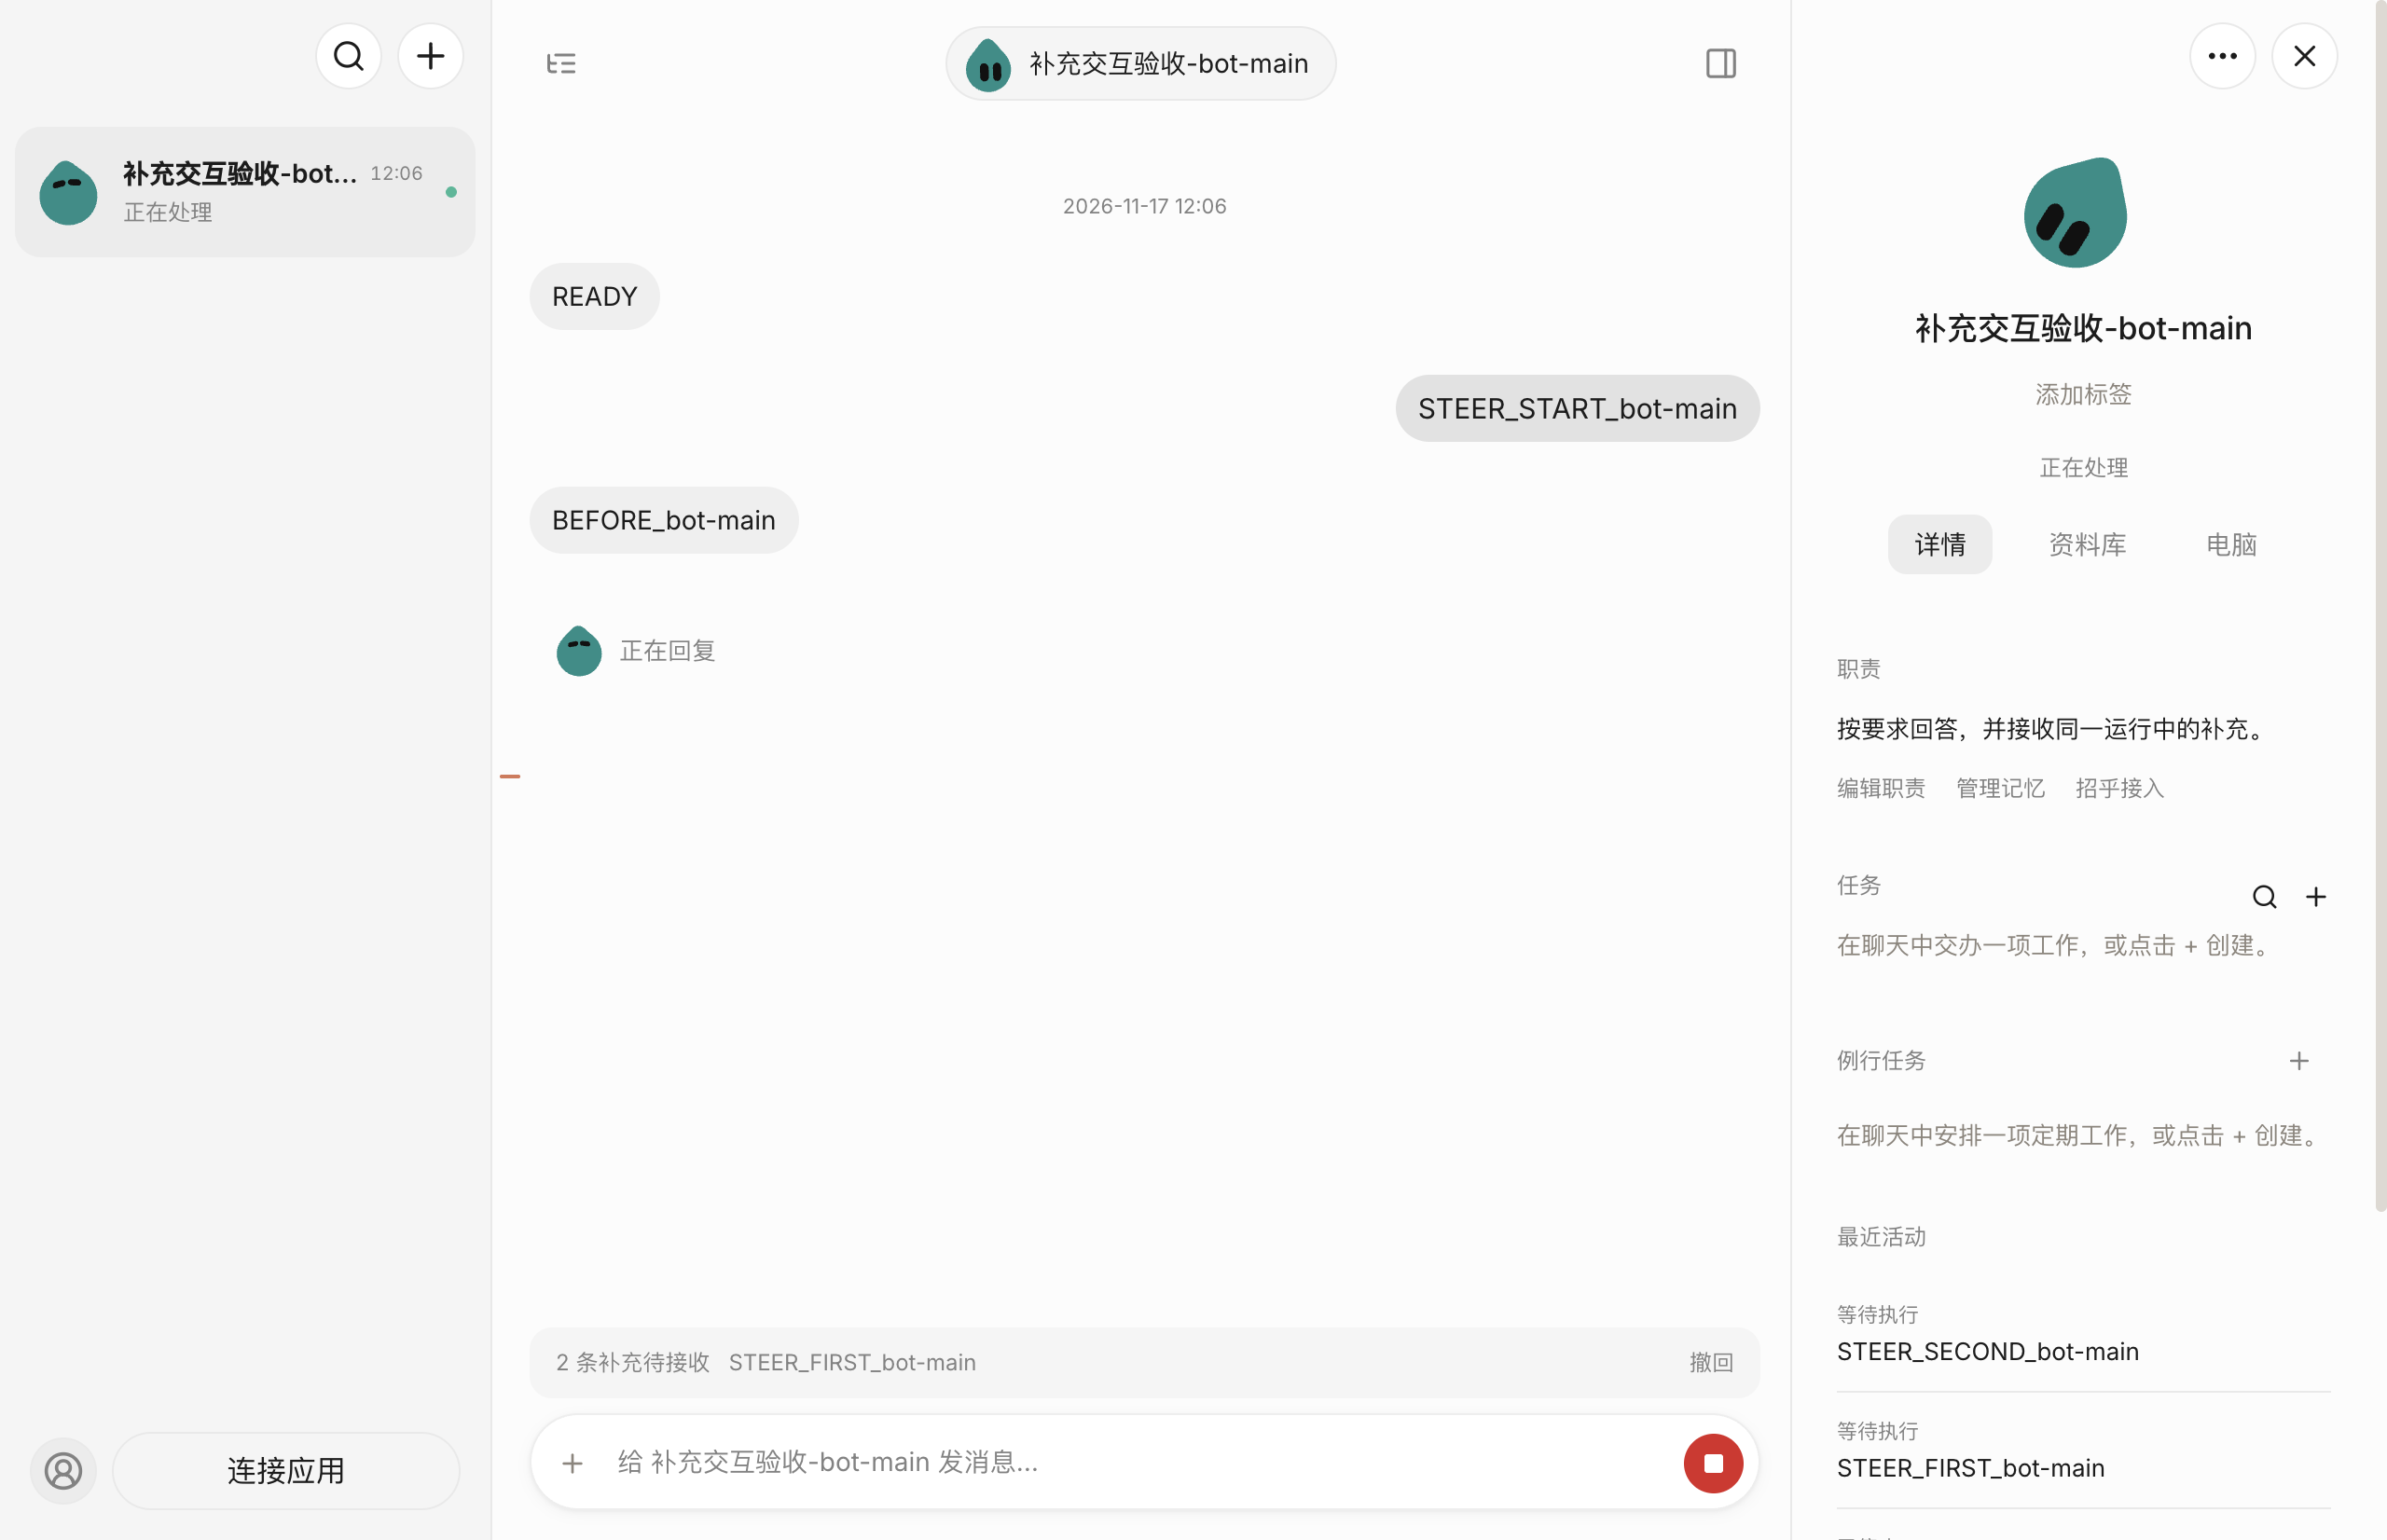 补充交互验收-bot... 12:06
正在处理
连接应用
补充交互验收-bot-main
2026-11-17 12:06
READY
STEER_START_bot-main
BEFORE_bot-main
正在回复
2 条补充待接收 STEER_FIRST_bot-main 撤回
给 补充交互验收-bot-main 发消息...
补充交互验收-bot-main
添加标签
正在处理
详情 资料库 电脑
职责
按要求回答，并接收同一运行中的补充。
编辑职责 管理记忆 招乎接入
任务
在聊天中交办一项工作，或点击 + 创建。
例行任务
在聊天中安排一项定期工作，或点击 + 创建。
最近活动
等待执行
STEER_SECOND_bot-main
等待执行
STEER_FIRST_bot-main